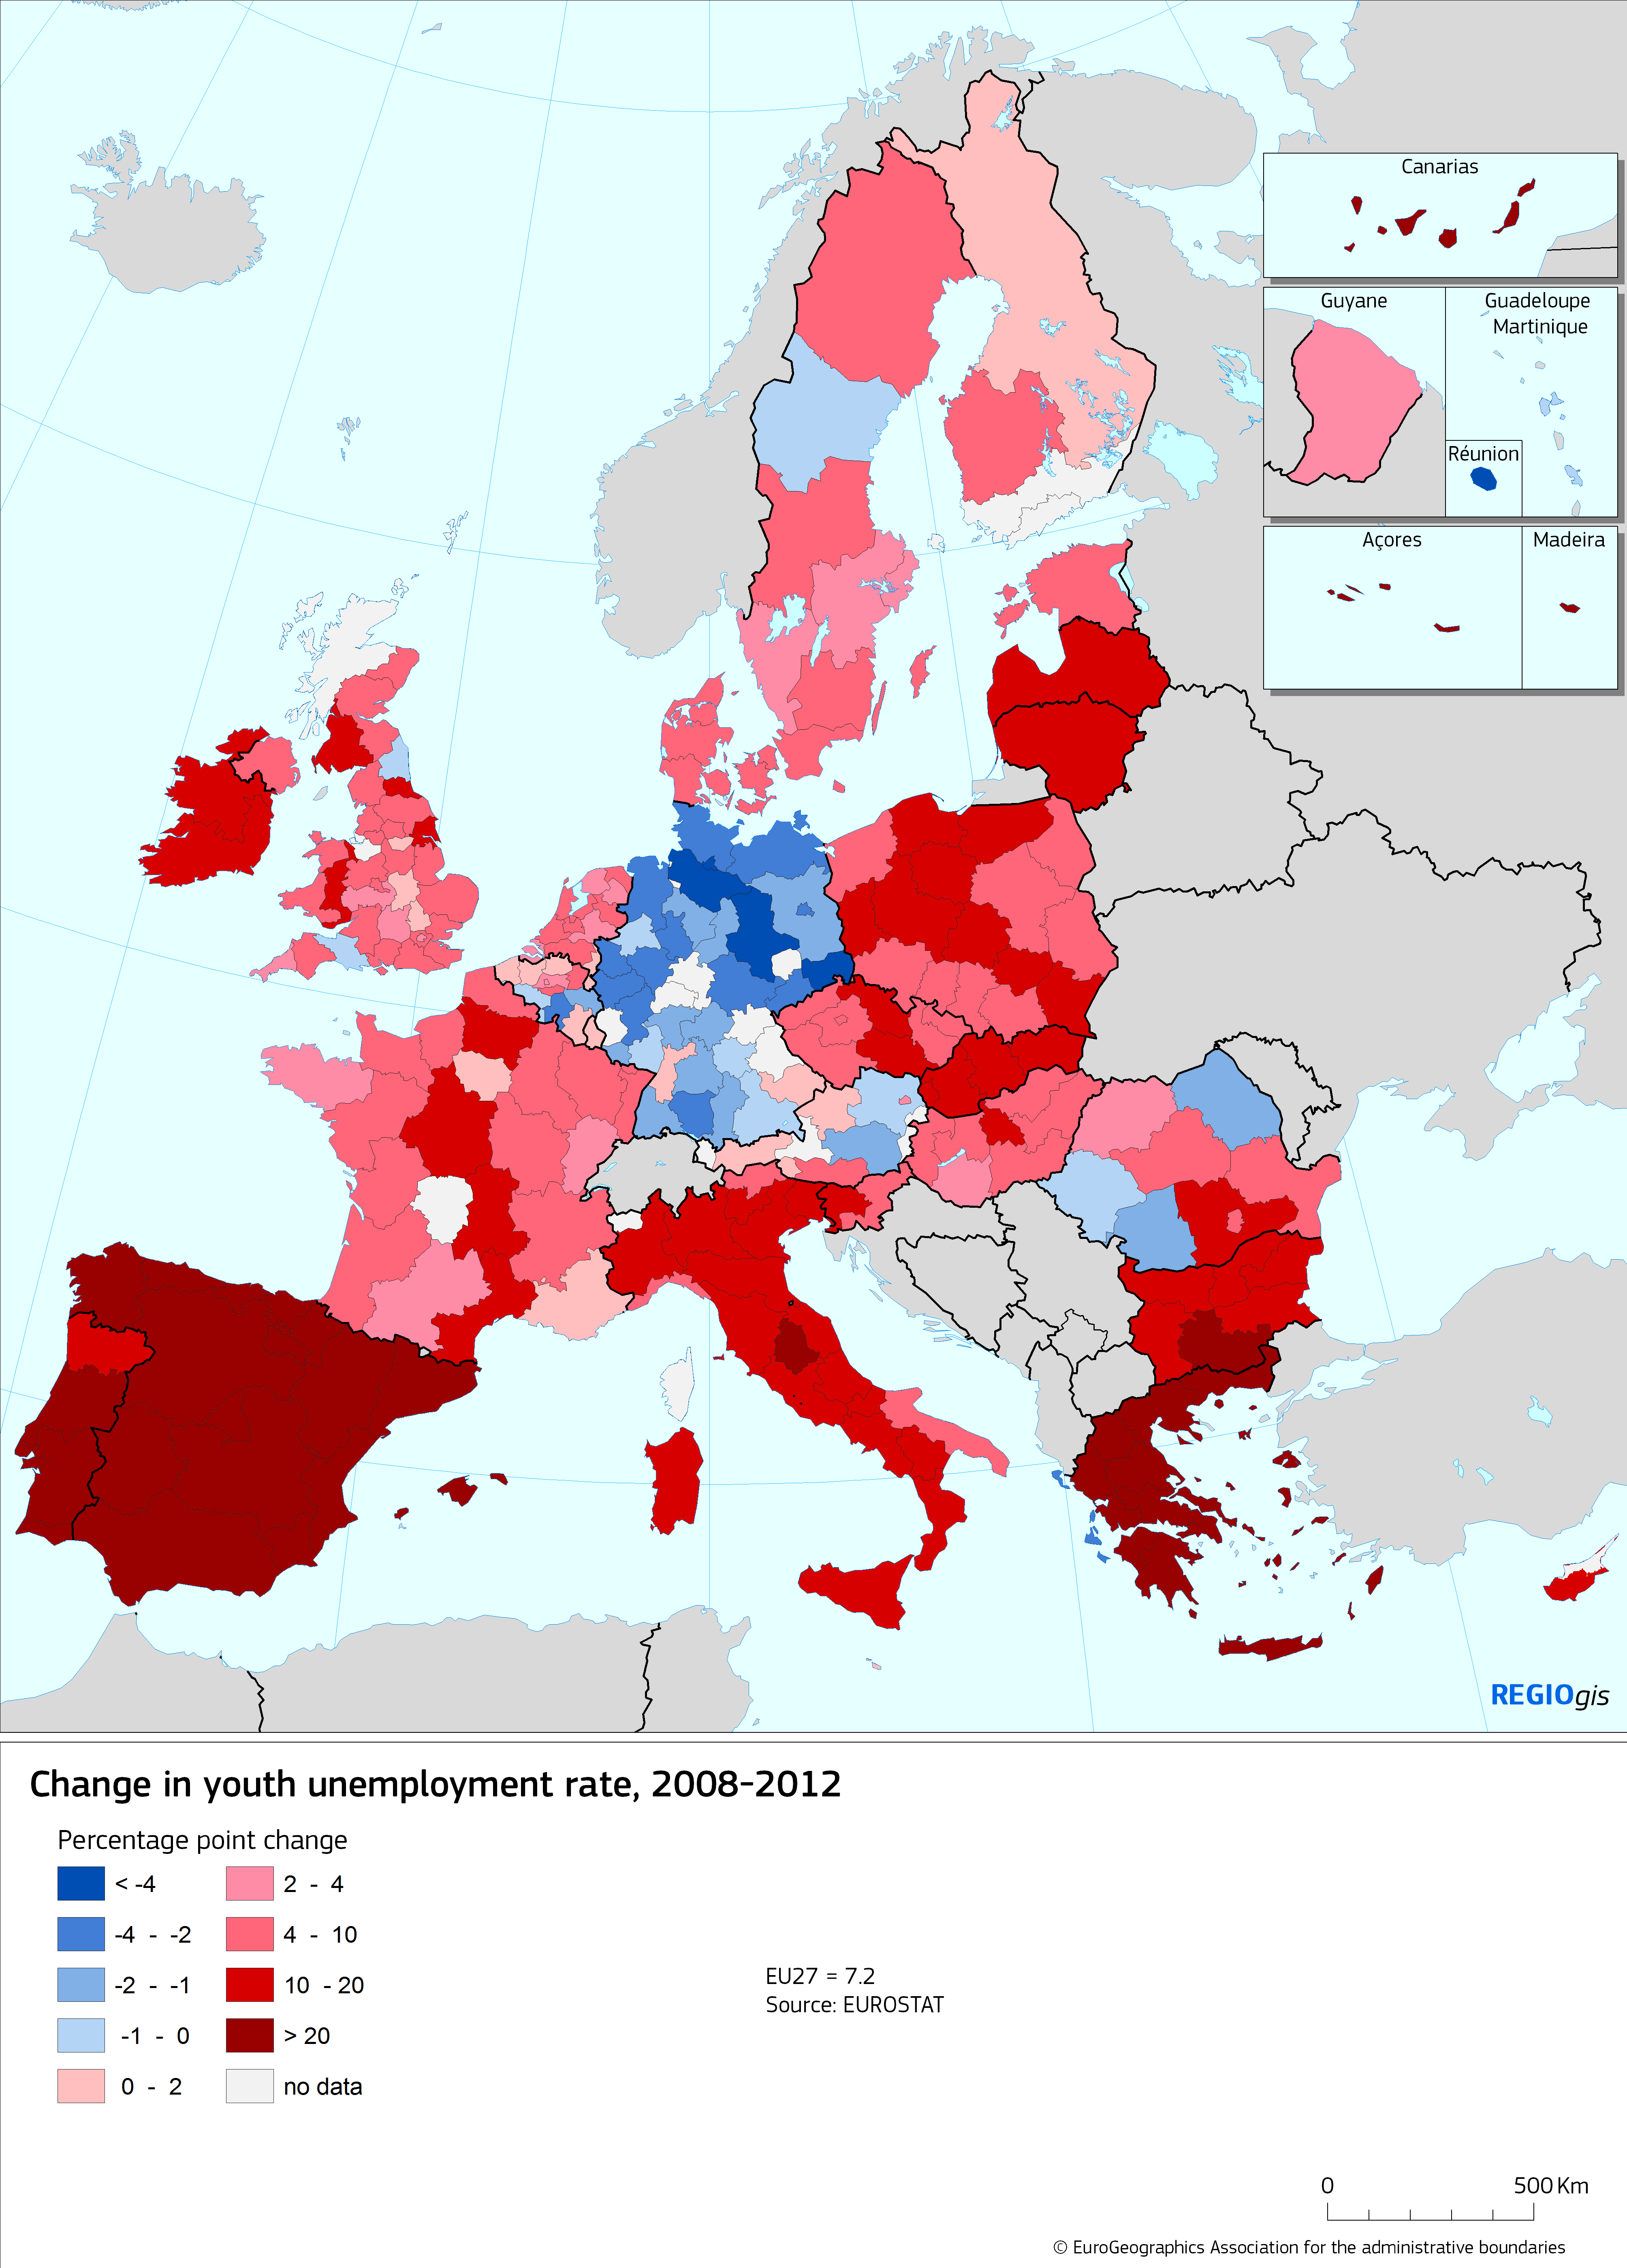 Canarias
Guyane
Guadeloupe
Martinique
Réunion
Açores
Madeira
REGIOgis
Change in youth unemployment rate, 2008-2012
Percentage point change
< -4
-4 - -2
-2 - -1
-1 - 0
0 - 2
2 - 4
4 - 10
10 - 20
> 20
no data
EU27 = 7.2
Source: EUROSTAT
0 500 Km
© EuroGeographics Association for the administrative boundaries